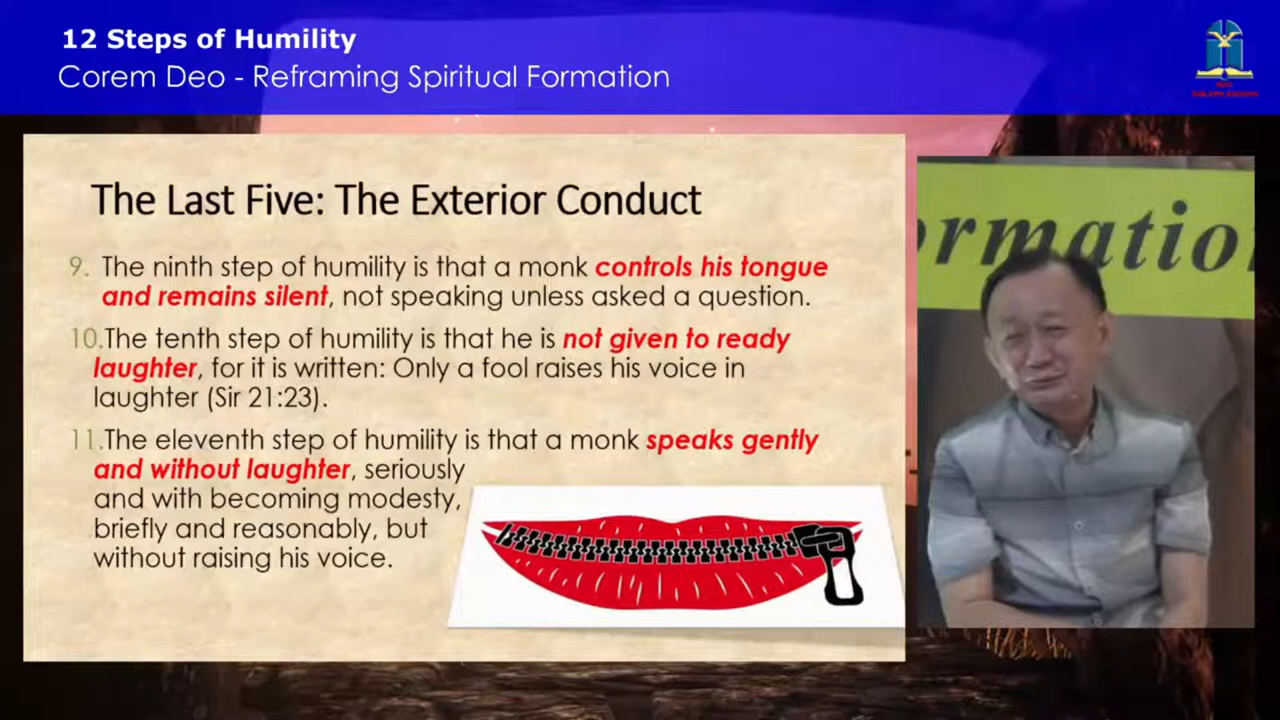 12 Steps of Humility
Corem Deo - Reframing Spiritual Formation
The Last Five: The Exterior Conduct
9. The ninth step of humility is that a monk controls his tongue
and remains silent, not speaking unless asked a question.
10.The tenth step of humility is that he is not given to ready
laughter, for it is written: Only a fool raises his voice in
laughter (Sir 21:23).
11.The eleventh step of humility is that a monk speaks gently
and without laughter, seriously
and with becoming modesty,
briefly and reasonably, but
without raising his voice.
ormatio